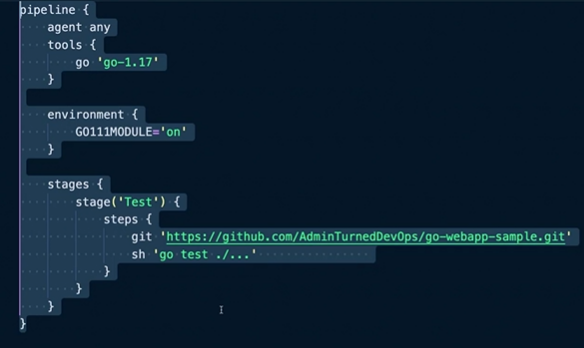 pipeline {
    agent any
    tools {
        go 'go-1.17'
    }

    environment {
        GO111MODULE='on'
    }

    stages {
        stage('Test') {
            steps {
                git 'https://github.com/AdminTurnedDevOps/go-webapp-sample.git'
                sh 'go test ./...'
            }
        }
    }
}